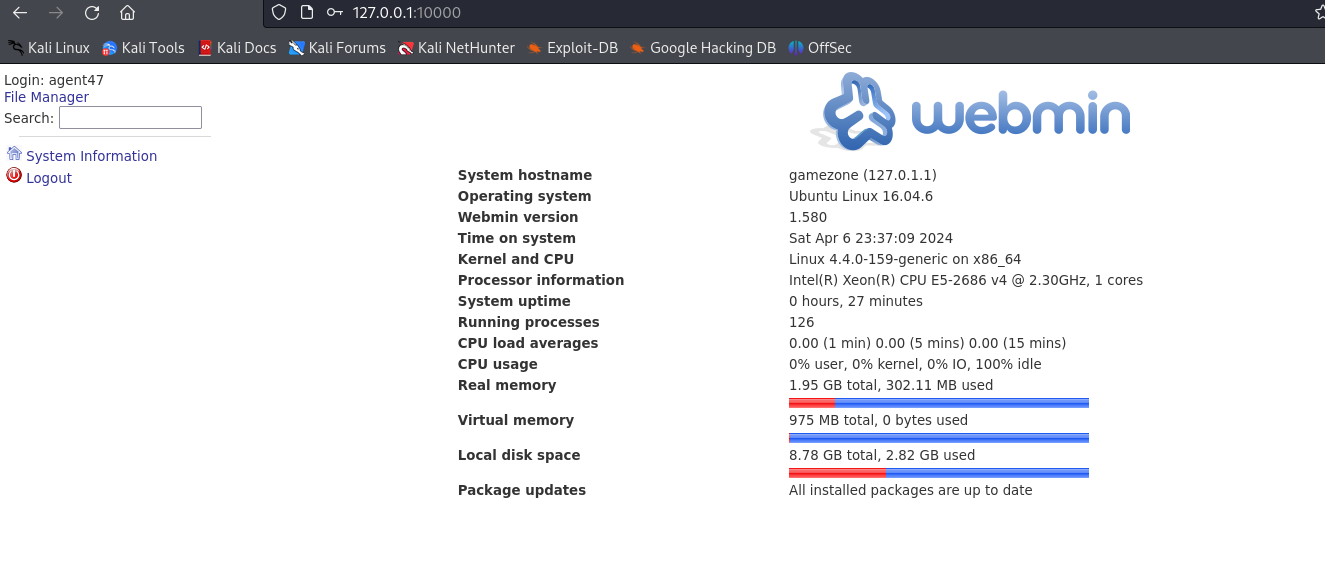 127.0.0.1:10000
Kali Linux Kali Tools Kali Docs Kali Forums Kali NetHunter Exploit-DB Google Hacking DB OffSec
Login: agent47
File Manager
Search:
System Information
Logout
webmin
System hostname gamezone (127.0.1.1)
Operating system Ubuntu Linux 16.04.6
Webmin version 1.580
Time on system Sat Apr 6 23:37:09 2024
Kernel and CPU Linux 4.4.0-159-generic on x86_64
Processor information Intel(R) Xeon(R) CPU E5-2686 v4 @ 2.30GHz, 1 cores
System uptime 0 hours, 27 minutes
Running processes 126
CPU load averages 0.00 (1 min) 0.00 (5 mins) 0.00 (15 mins)
CPU usage 0% user, 0% kernel, 0% IO, 100% idle
Real memory 1.95 GB total, 302.11 MB used
Virtual memory 975 MB total, 0 bytes used
Local disk space 8.78 GB total, 2.82 GB used
Package updates All installed packages are up to date